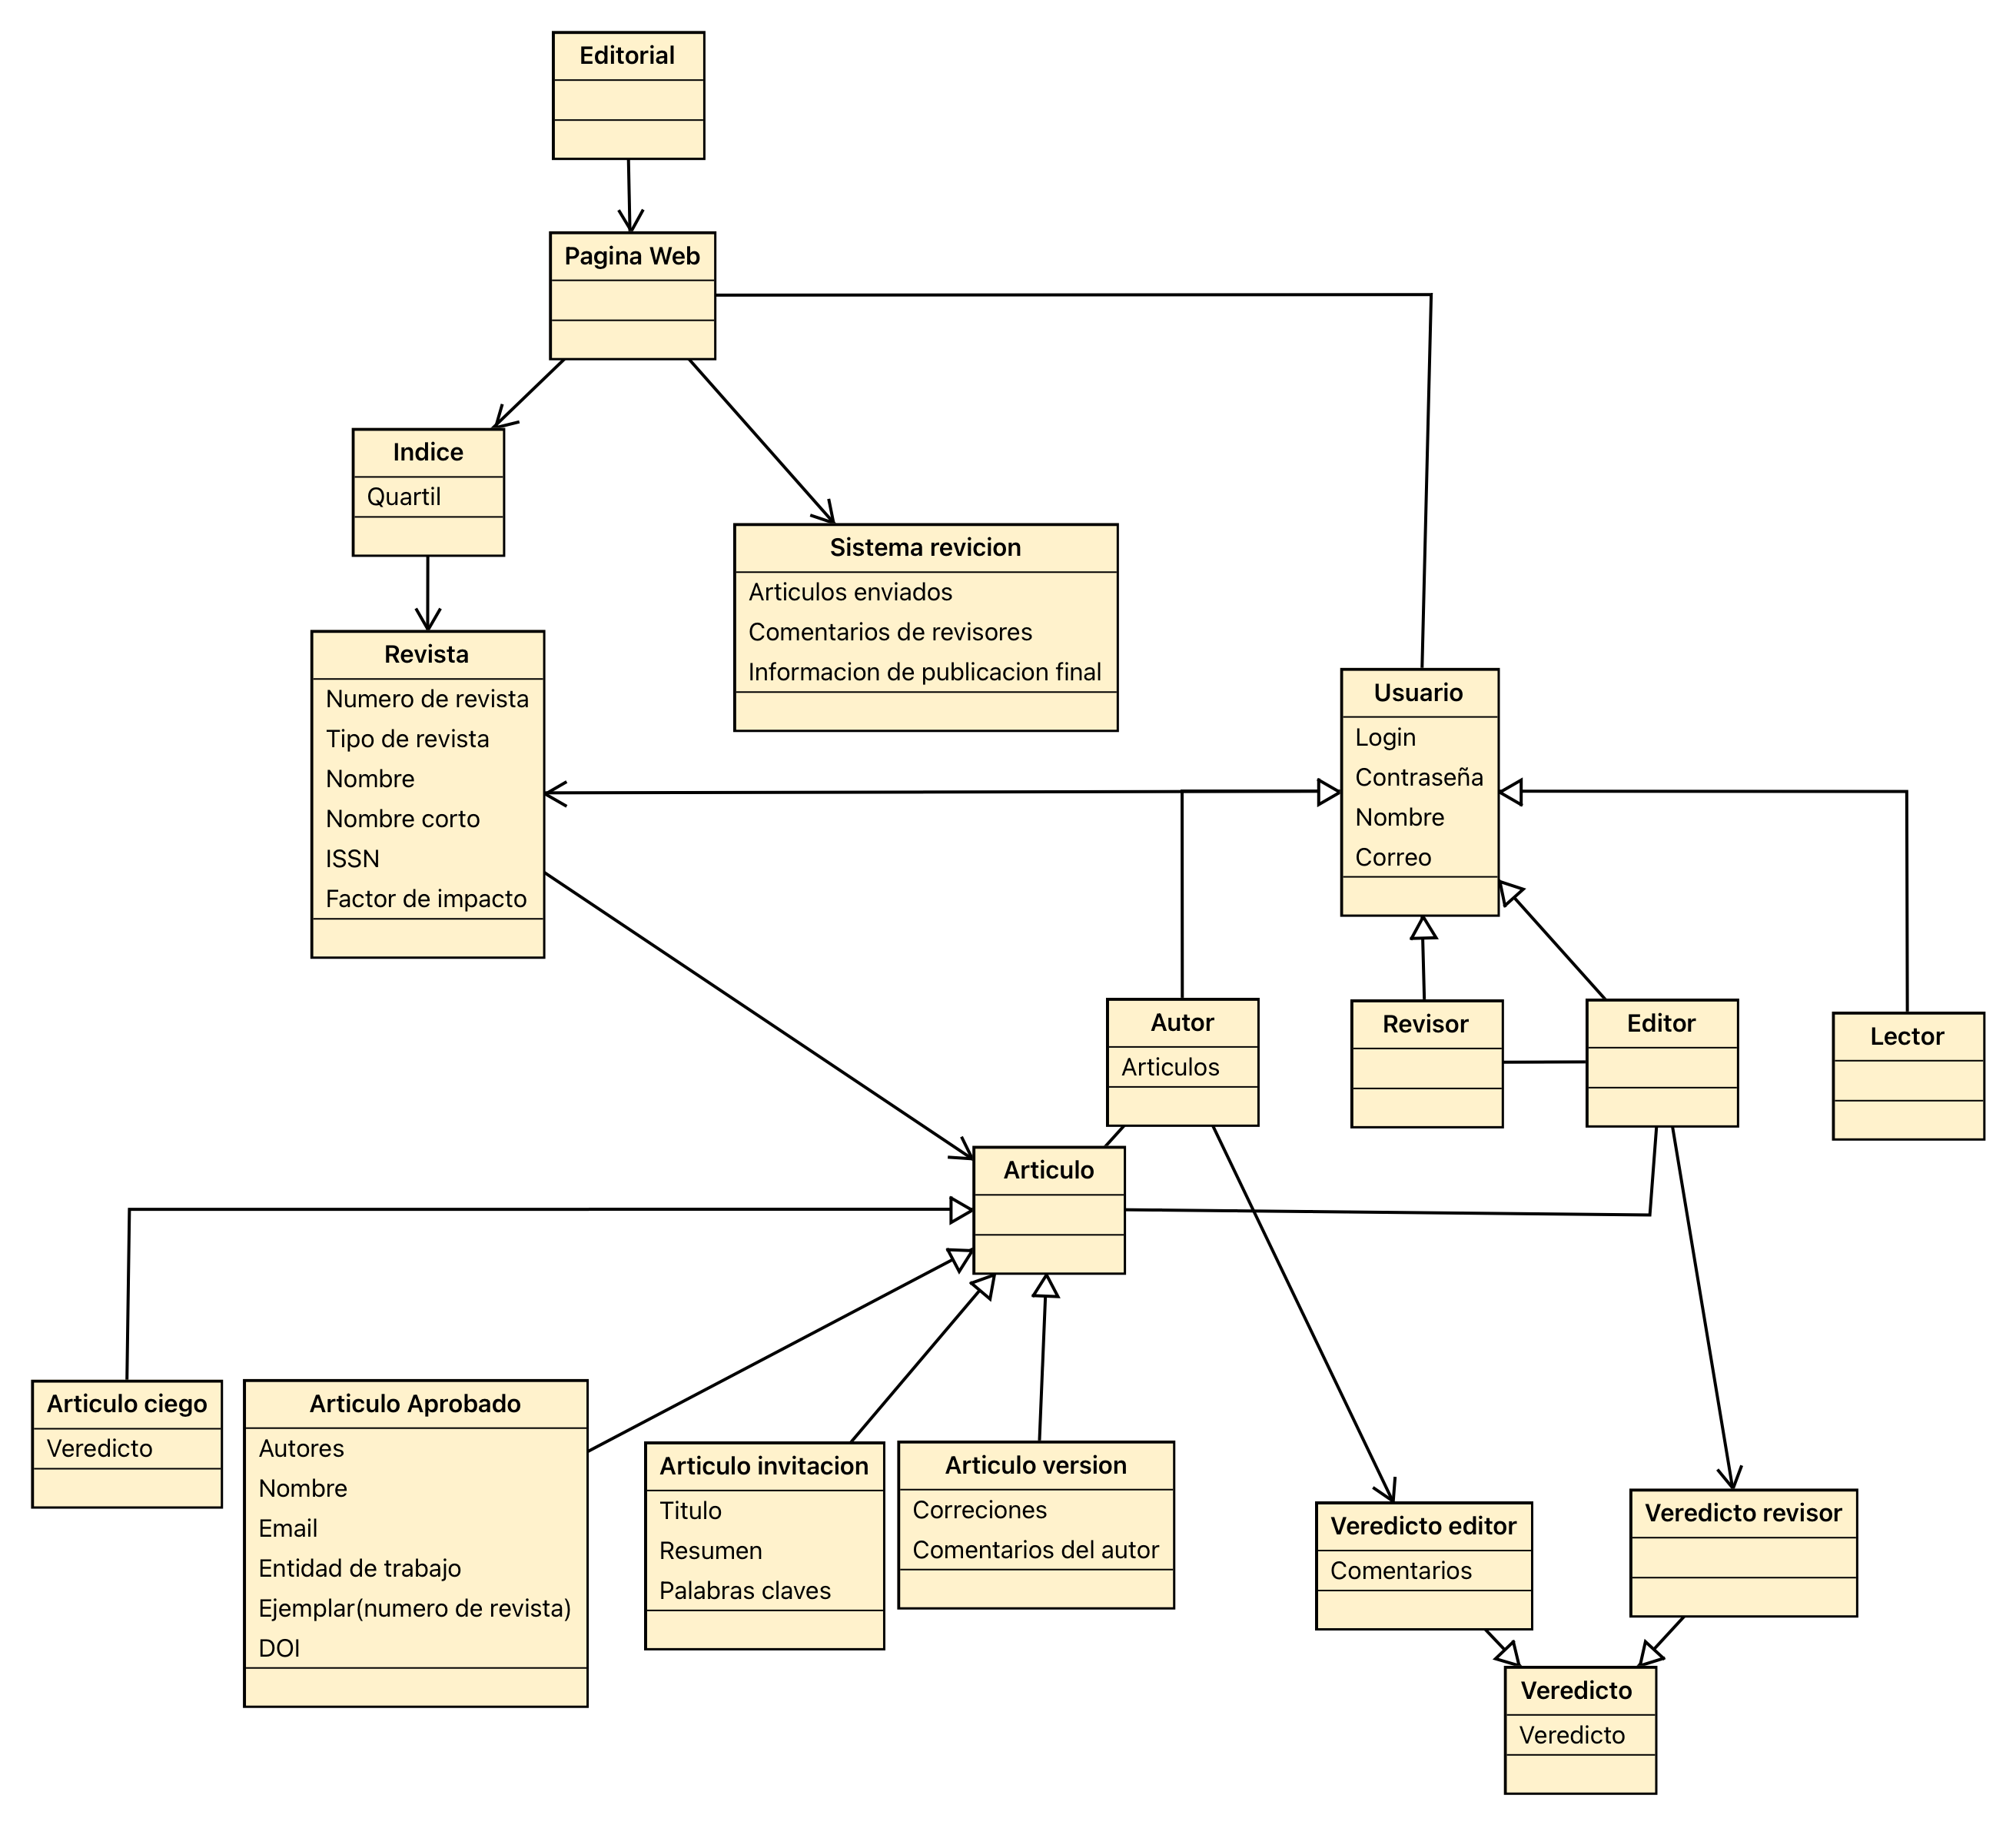 Editorial
Pagina Web
Indice
Quartil
Sistema revicion
Articulos enviados
Comentarios de revisores
Informacion de publicacion final
Revista
Numero de revista
Tipo de revista
Nombre
Nombre corto
ISSN
Factor de impacto
Usuario
Login
Contraseña
Nombre
Correo
Autor
Articulos
Revisor
Editor
Lector
Articulo
Articulo ciego
Veredicto
Articulo Aprobado
Autores
Nombre
Email
Entidad de trabajo
Ejemplar(numero de revista)
DOI
Articulo invitacion
Titulo
Resumen
Palabras claves
Articulo version
Correciones
Comentarios del autor
Veredicto editor
Comentarios
Veredicto revisor
Veredicto
Veredicto